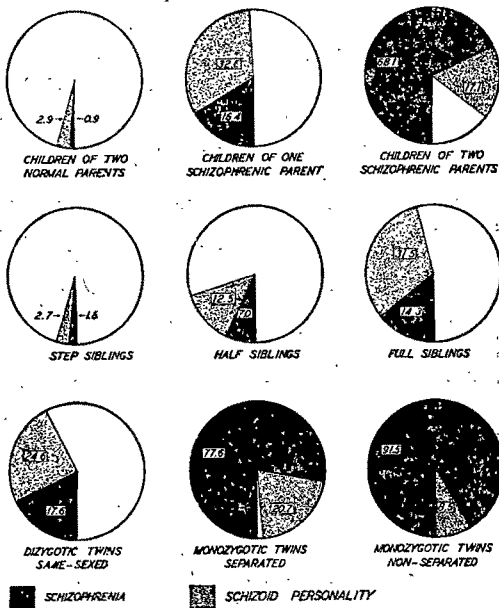 2.9 0.9
CHILDREN OF TWO
NORMAL PARENTS
32.6
16.4
CHILDREN OF ONE
SCHIZOPHRENIC PARENT
68.1
17.1
CHILDREN OF TWO
SCHIZOPHRENIC PARENTS
2.7 1.8
STEP SIBLINGS
12.5
7.0
HALF SIBLINGS
31.5
14.3
FULL SIBLINGS
24.6
17.6
DIZYGOTIC TWINS
SAME-SEXED
77.6
20.7
MONOZYGOTIC TWINS
SEPARATED
91.5
MONOZYGOTIC TWINS
NON-SEPARATED
SCHIZOPHRENIA
SCHIZOID PERSONALITY